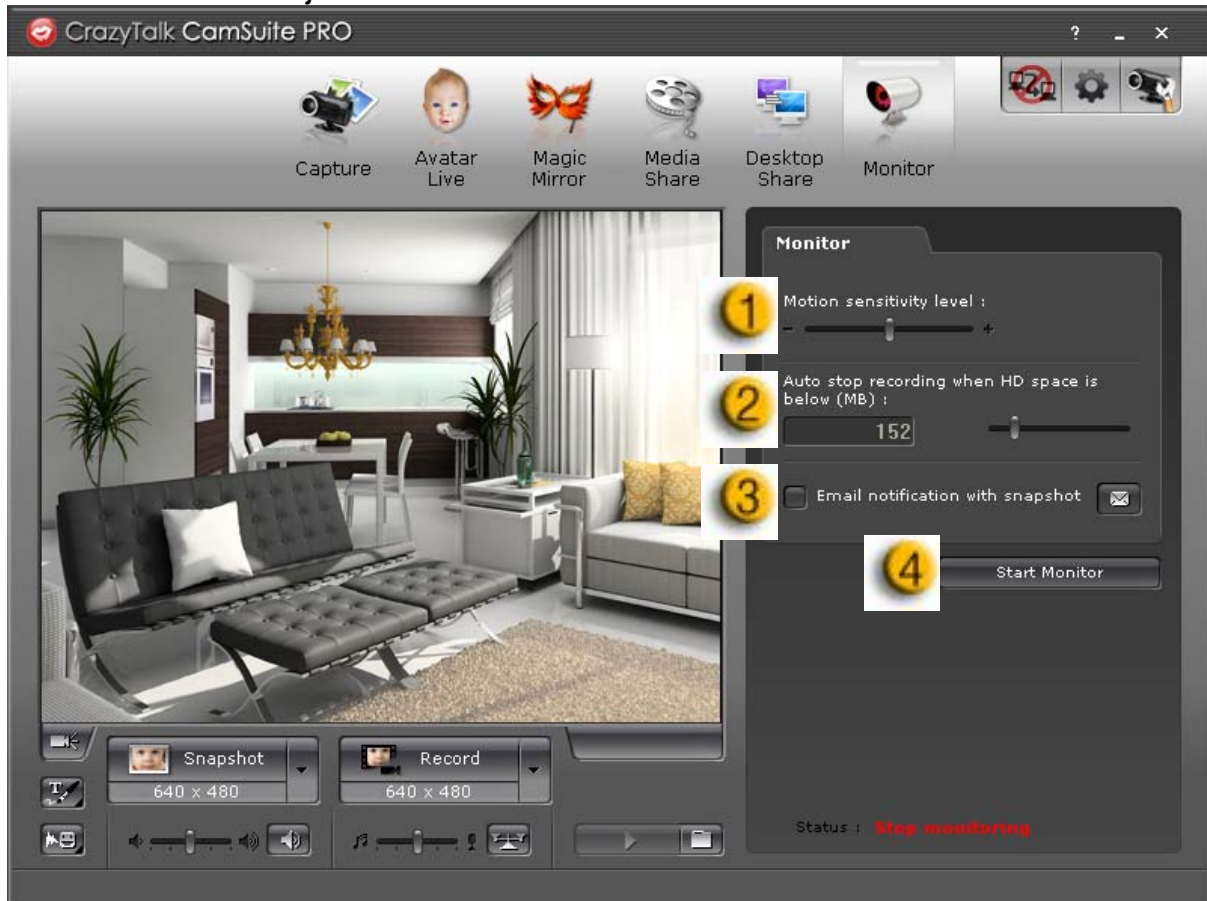 CrazyTalk CamSuite PRO
?
Capture
Avatar
Live
Magic
Mirror
Media
Share
Desktop
Share
Monitor
Monitor
1
Motion sensitivity level :
- +
2
Auto stop recording when HD space is
below (MB) :
152
3
Email notification with snapshot
4
Start Monitor
Snapshot
640 x 480
Record
640 x 480
Status : Stop monitoring